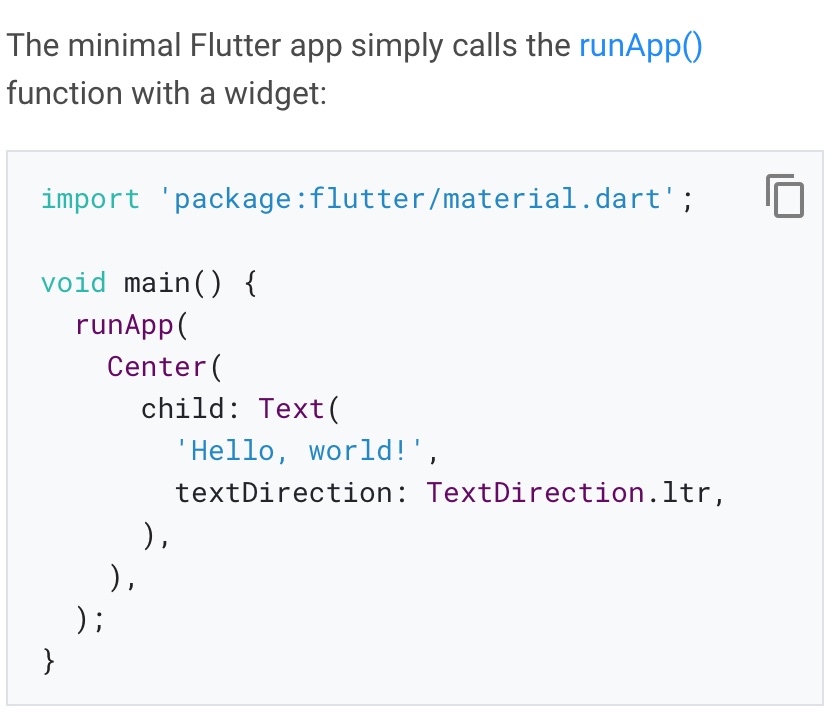 The minimal Flutter app simply calls the runApp()
function with a widget:
import 'package:flutter/material.dart';
void main() {
  runApp(
    Center(
      child: Text(
        'Hello, world!',
        textDirection: TextDirection.ltr,
      ),
    ),
  );
}